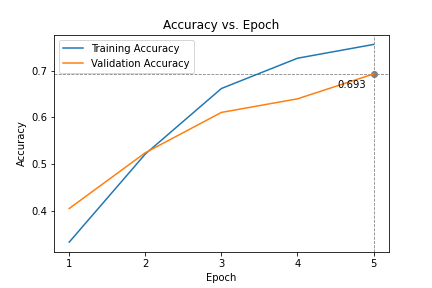 Accuracy vs. Epoch
Training Accuracy
Validation Accuracy
0.7
0.6
0.5
0.4
Accuracy
0.693
1 2 3 4 5
Epoch